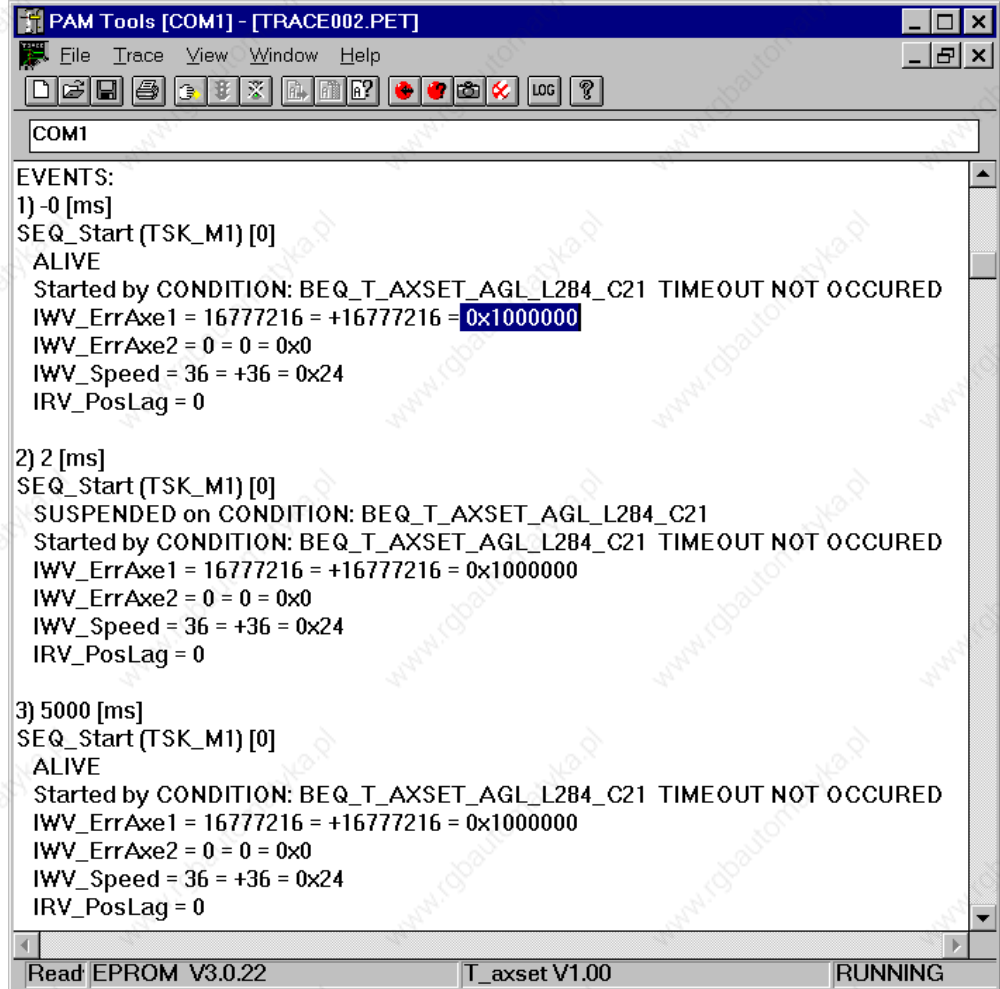 PAM Tools [COM1] - [TRACE002.PET]
File Trace View Window Help
LOG
COM1
EVENTS:
1) -0 [ms]
SEQ_Start (TSK_M1) [0]
ALIVE
Started by CONDITION: BEQ_T_AXSET_AGL_L284_C21 TIMEOUT NOT OCCURED
IWV_ErrAxe1 = 16777216 = +16777216 = 0x1000000
IWV_ErrAxe2 = 0 = 0 = 0x0
IWV_Speed = 36 = +36 = 0x24
IRV_PosLag = 0
2) 2 [ms]
SEQ_Start (TSK_M1) [0]
SUSPENDED on CONDITION: BEQ_T_AXSET_AGL_L284_C21
Started by CONDITION: BEQ_T_AXSET_AGL_L284_C21 TIMEOUT NOT OCCURED
IWV_ErrAxe1 = 16777216 = +16777216 = 0x1000000
IWV_ErrAxe2 = 0 = 0 = 0x0
IWV_Speed = 36 = +36 = 0x24
IRV_PosLag = 0
3) 5000 [ms]
SEQ_Start (TSK_M1) [0]
ALIVE
Started by CONDITION: BEQ_T_AXSET_AGL_L284_C21 TIMEOUT NOT OCCURED
IWV_ErrAxe1 = 16777216 = +16777216 = 0x1000000
IWV_ErrAxe2 = 0 = 0 = 0x0
IWV_Speed = 36 = +36 = 0x24
IRV_PosLag = 0
Read EPROM V3.0.22 T_axset V1.00 RUNNING
www.rgbautomatyka.pl